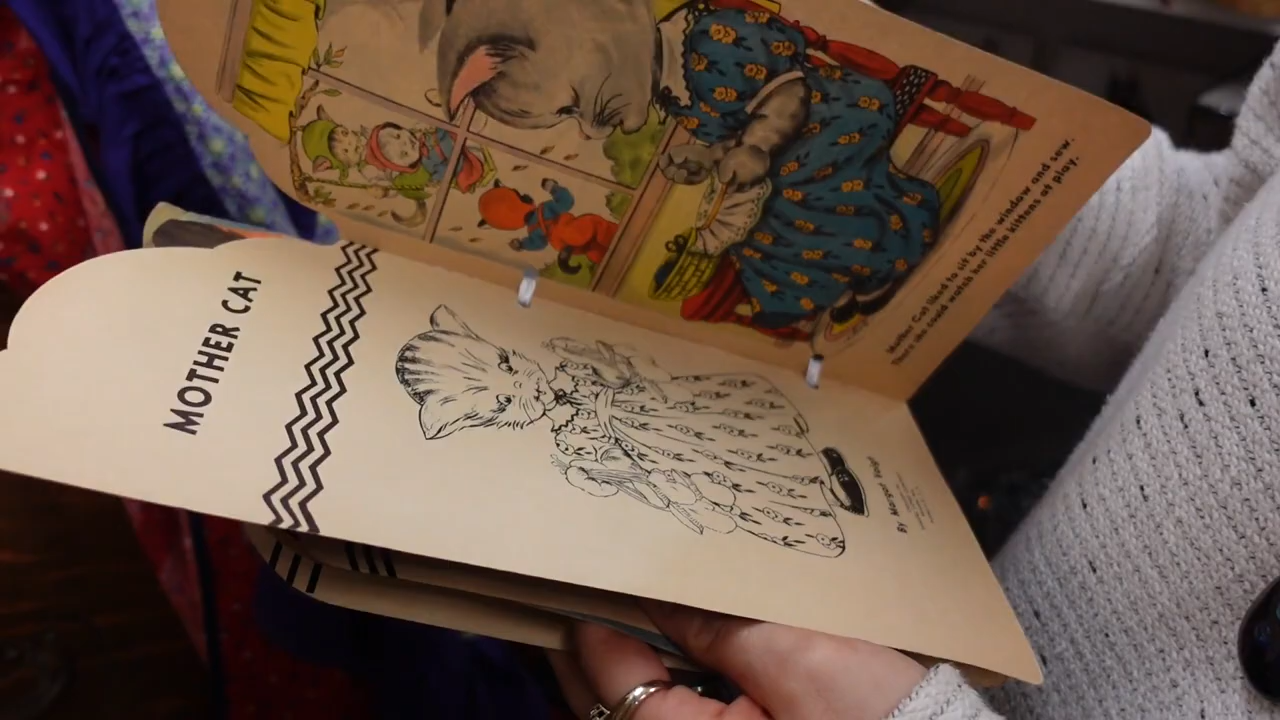 Mother Cat liked to sit by the window and sew.
There she could watch her little kittens at play.
MOTHER CAT
By Margot Voigt